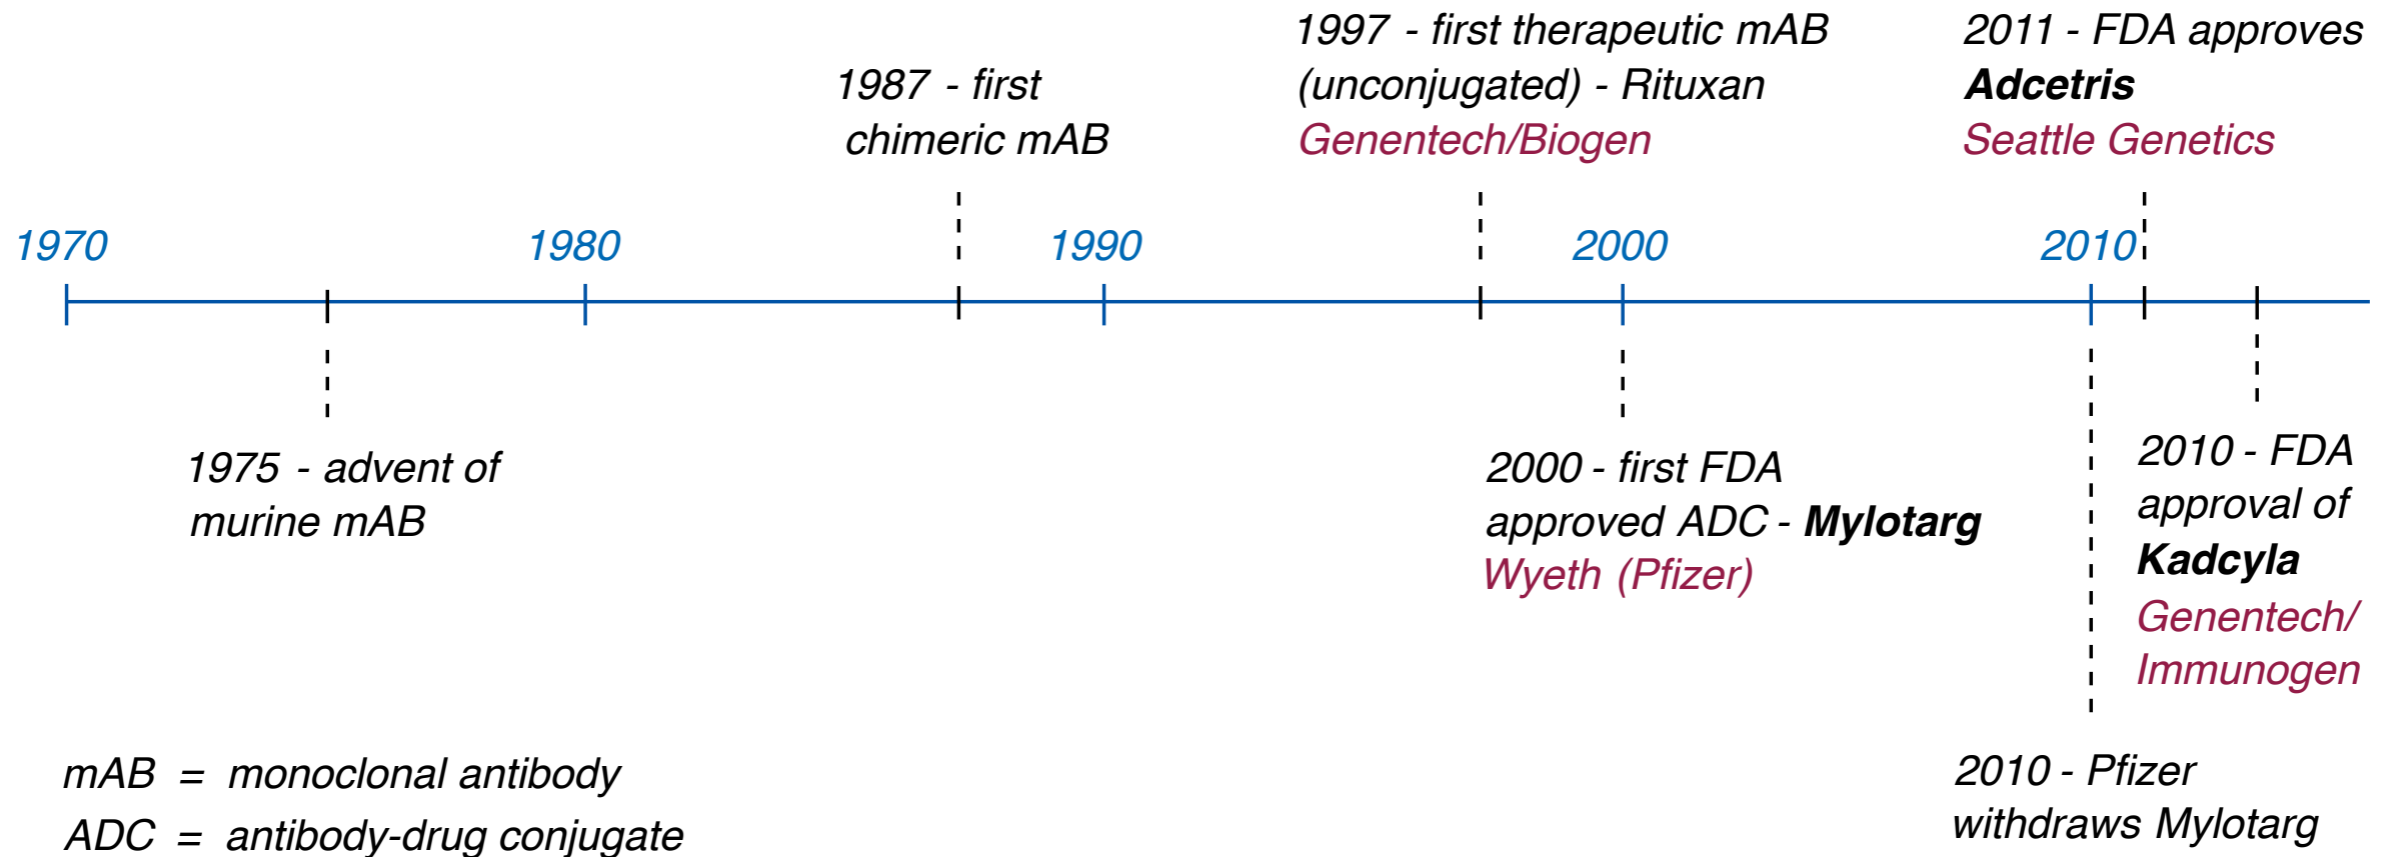 1987 - first
chimeric mAB
1997 - first therapeutic mAB
(unconjugated) - Rituxan
Genentech/Biogen
2011 - FDA approves
Adcetris
Seattle Genetics
1970
1980
1990
2000
2010
1975 - advent of
murine mAB
2000 - first FDA
approved ADC - Mylotarg
Wyeth (Pfizer)
2010 - FDA
approval of
Kadcyla
Genentech/
Immunogen
2010 - Pfizer
withdraws Mylotarg
mAB = monoclonal antibody
ADC = antibody-drug conjugate